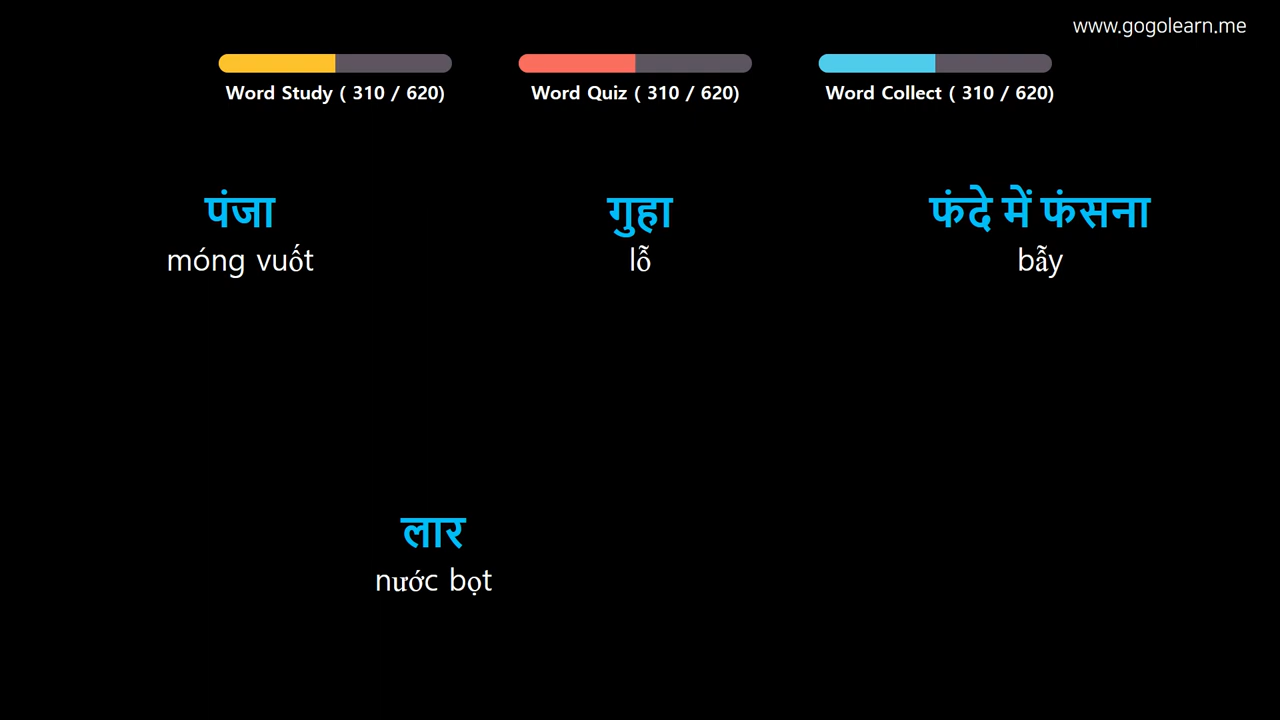 www.gogolearn.me
Word Study ( 310 / 620)
Word Quiz ( 310 / 620)
Word Collect ( 310 / 620)
पंजा
móng vuốt
गुहा
lỗ
फंदे में फंसना
bẫy
लार
nước bọt